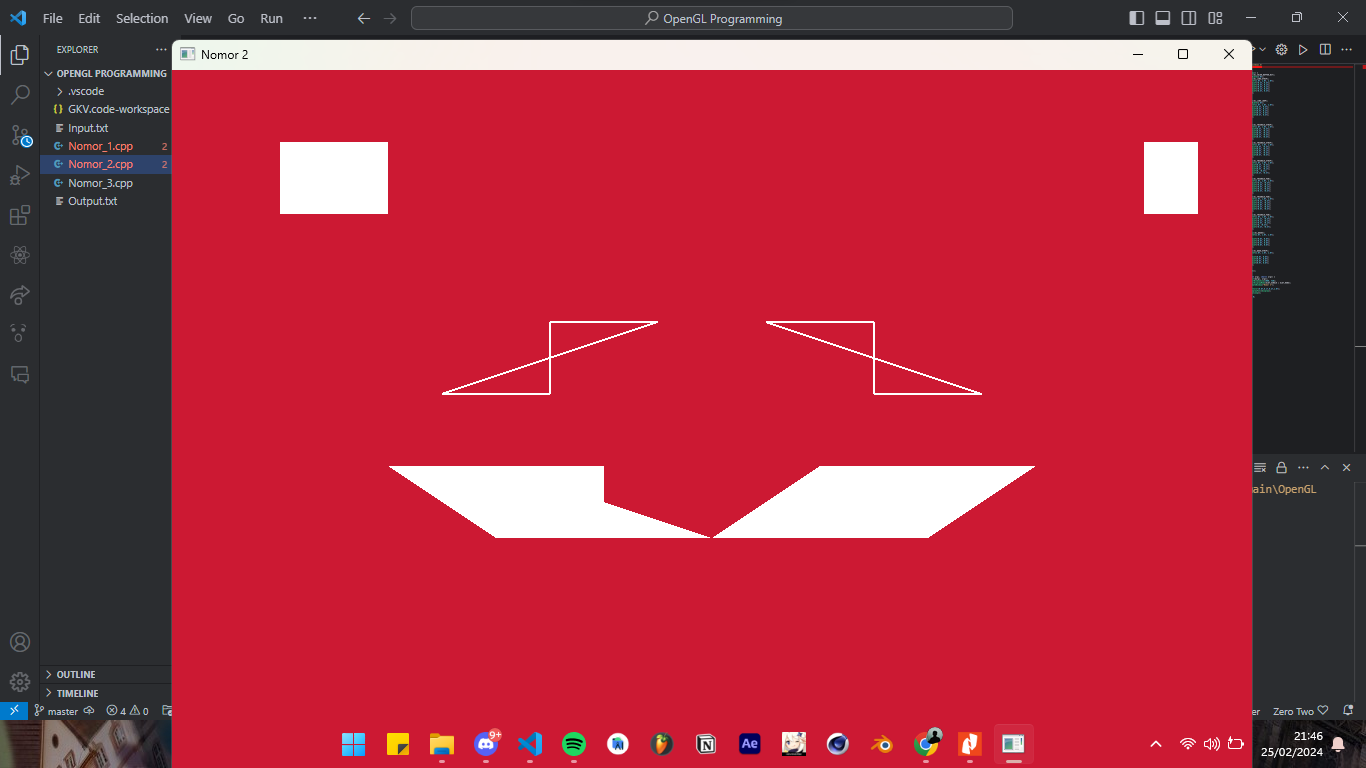 File Edit Selection View Go Run ··· OpenGL Programming
EXPLORER ···
Nomor 2
OPENGL PROGRAMMING
.vscode
GKV.code-workspace
Input.txt
Nomor_1.cpp 2
Nomor_2.cpp 2
Nomor_3.cpp
Output.txt
ain\OpenGL
OUTLINE
TIMELINE
master 4 0 er Zero Two
9+
Ae
21:46
25/02/2024